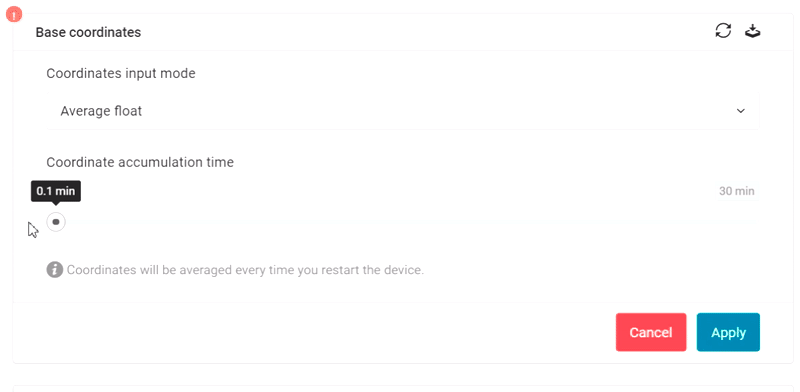 !
Base coordinates
Coordinates input mode
Average float
Coordinate accumulation time
0.1 min
30 min
i Coordinates will be averaged every time you restart the device.
Cancel Apply